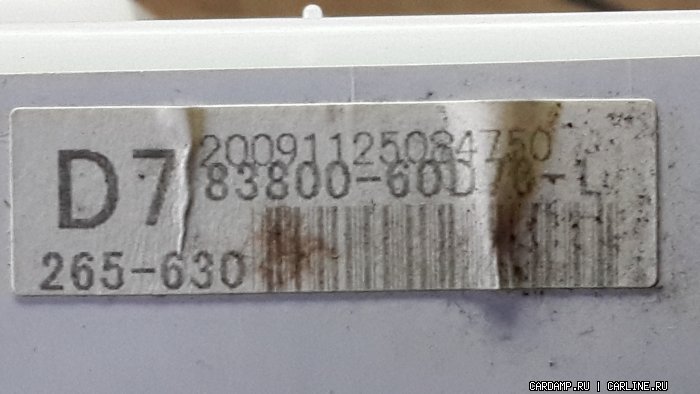 20091125084750
D7
265-630
CARDAMP.RU | CARLINE.RU